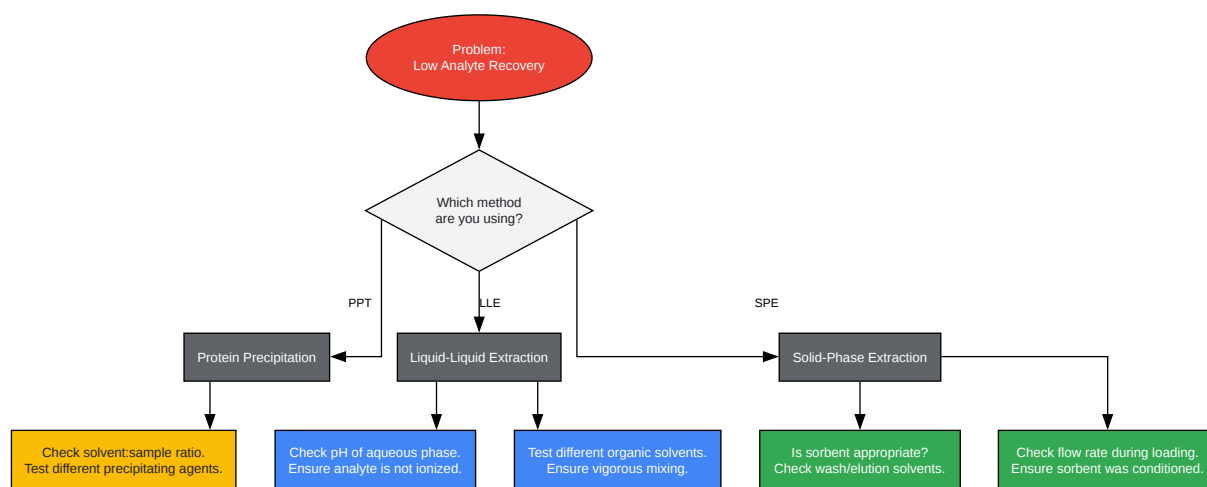 Problem:
Low Analyte Recovery
Which method
are you using?
PPT
LLE
SPE
Protein Precipitation
Liquid-Liquid Extraction
Solid-Phase Extraction
Check solvent:sample ratio.
Test different precipitating agents.
Check pH of aqueous phase.
Ensure analyte is not ionized.
Test different organic solvents.
Ensure vigorous mixing.
Is sorbent appropriate?
Check wash/elution solvents.
Check flow rate during loading.
Ensure sorbent was conditioned.